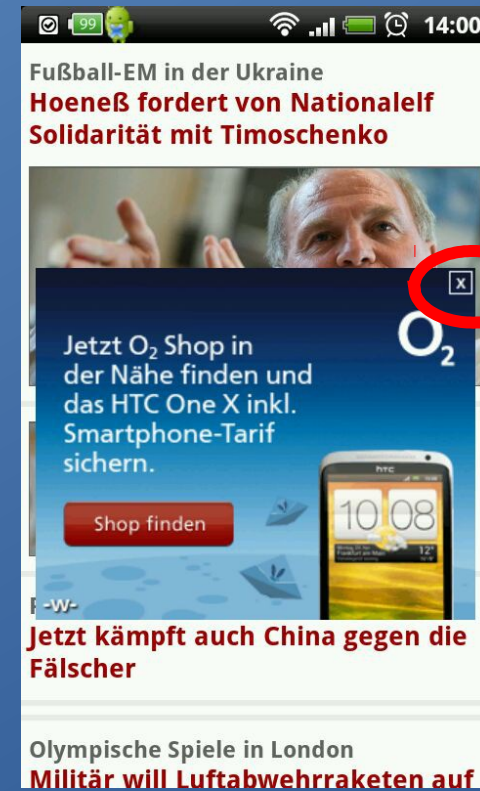 99
14:00
Fußball-EM in der Ukraine
Hoeneß fordert von Nationalelf
Solidarität mit Timoschenko
x
O2
Jetzt O₂ Shop in
der Nähe finden und
das HTC One X inkl.
Smartphone-Tarif
sichern.
Shop finden
hTC
10 08
12°
-w-
Jetzt kämpft auch China gegen die
Fälscher
Olympische Spiele in London
Militär will Luftabwehrraketen auf